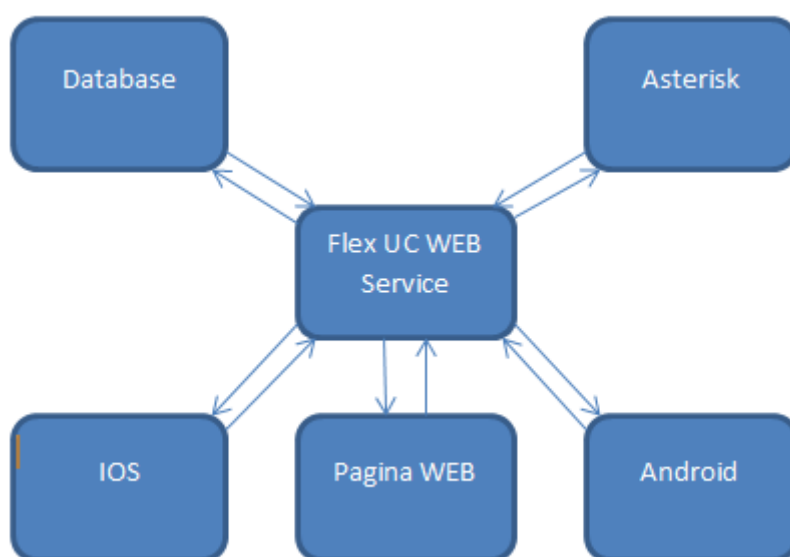 Database
Asterisk
Flex UC WEB
Service
IOS
Pagina WEB
Android